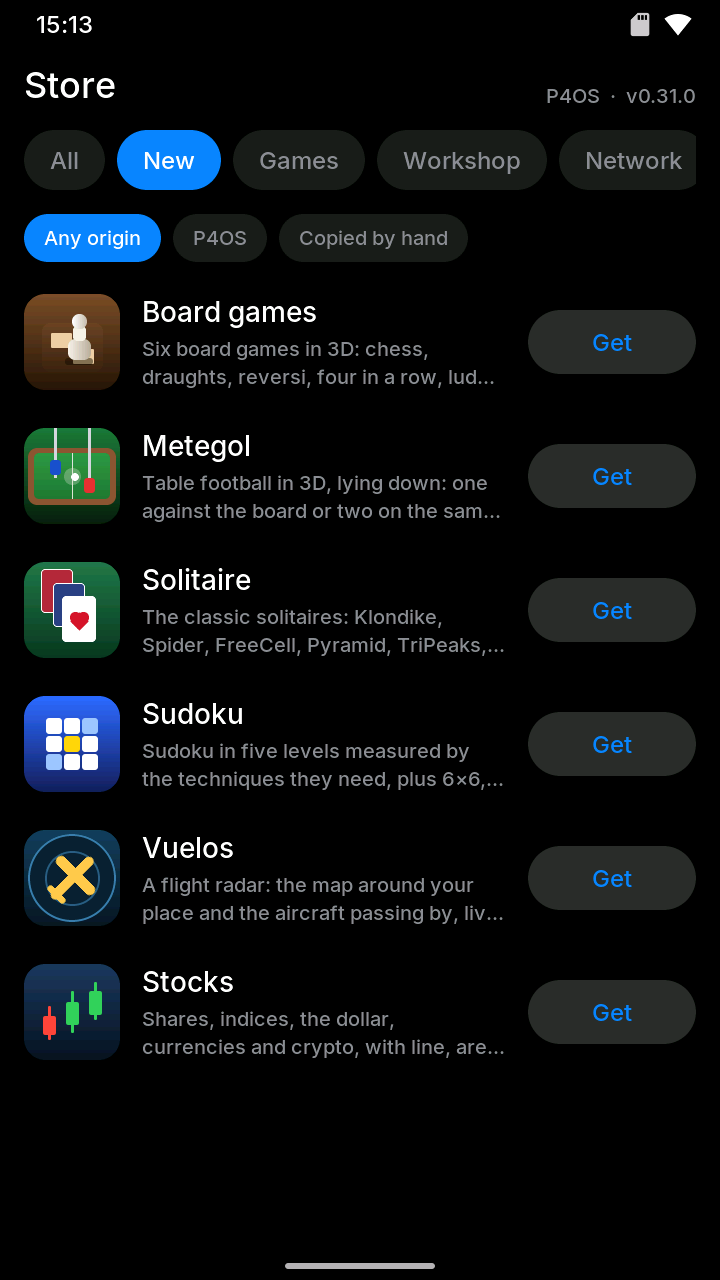 15:13
Store
P4OS · v0.31.0
All
New
Games
Workshop
Network
Any origin
P4OS
Copied by hand
Board games
Six board games in 3D: chess,
draughts, reversi, four in a row, lud...
Get
Metegol
Table football in 3D, lying down: one
against the board or two on the sam...
Get
Solitaire
The classic solitaires: Klondike,
Spider, FreeCell, Pyramid, TriPeaks,...
Get
Sudoku
Sudoku in five levels measured by
the techniques they need, plus 6×6,...
Get
Vuelos
A flight radar: the map around your
place and the aircraft passing by, liv...
Get
Stocks
Shares, indices, the dollar,
currencies and crypto, with line, are...
Get